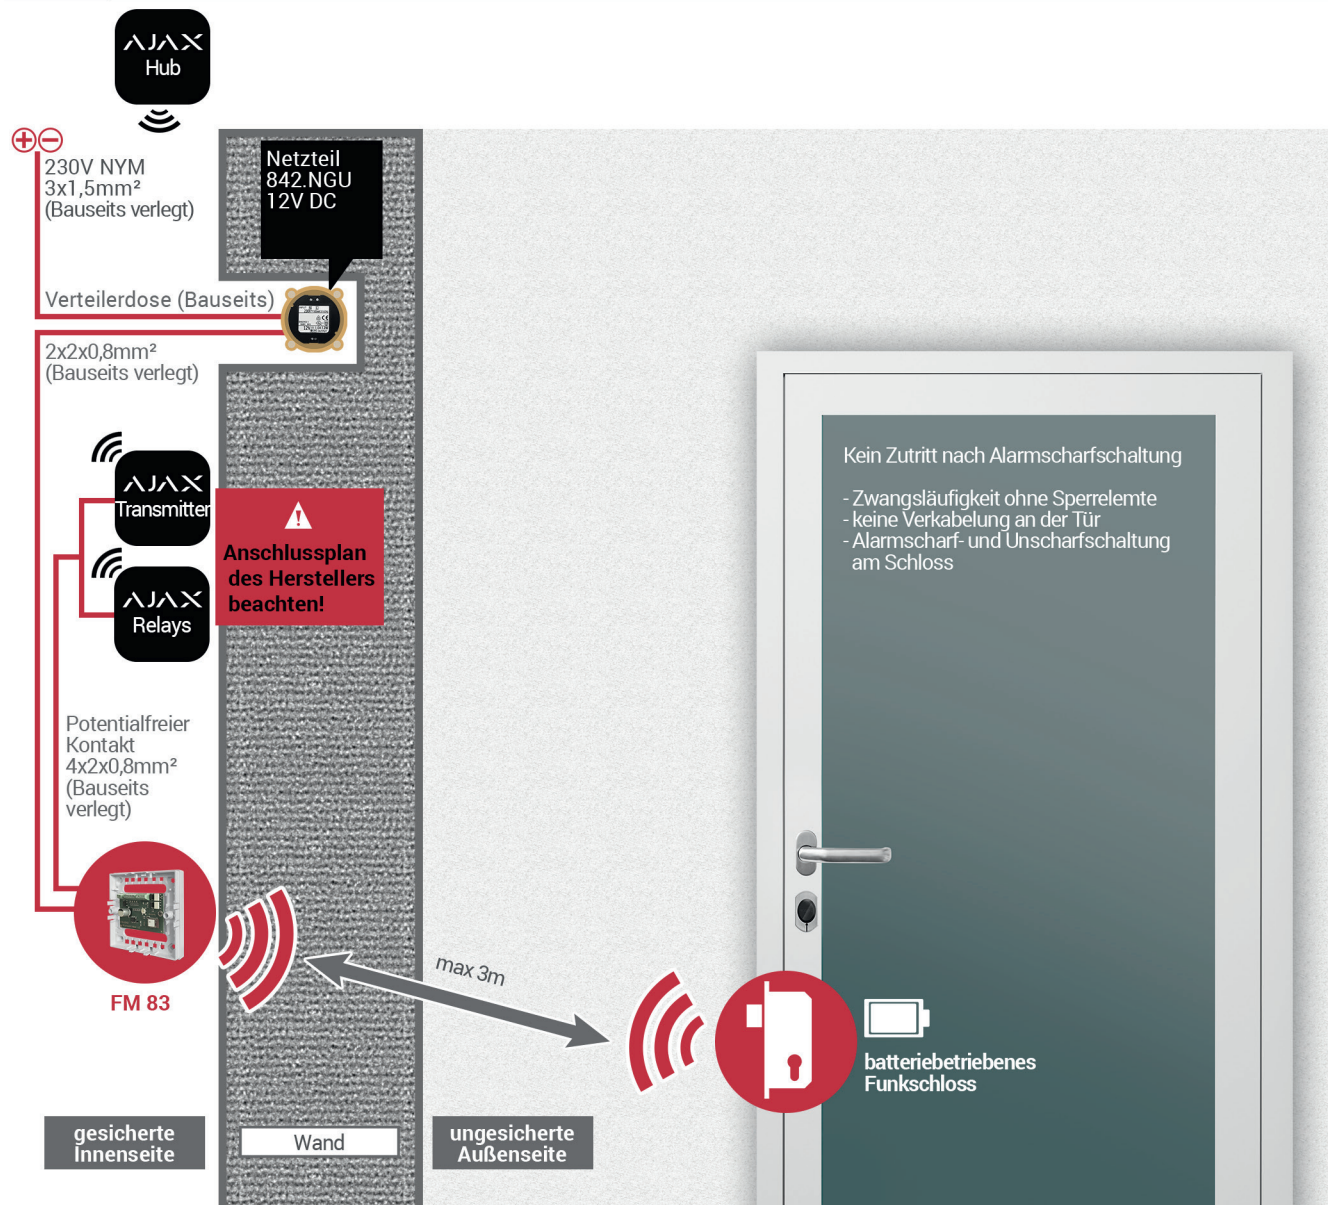 AJAX
Hub
230V NYM
3x1,5mm²
(Bauseits verlegt)
Netzteil
842.NGU
12V DC
Verteilerdose (Bauseits)
2x2x0,8mm²
(Bauseits verlegt)
AJAX
Transmitter
Anschlussplan
des Herstellers
beachten!
AJAX
Relays
Kein Zutritt nach Alarmscharfschaltung
- Zwangsläufigkeit ohne Sperrelemte
- keine Verkabelung an der Tür
- Alarmscharf- und Unscharfschaltung
am Schloss
Potentialfreier
Kontakt
4x2x0,8mm²
(Bauseits
verlegt)
FM 83
max 3m
batteriebetriebenes
Funkschloss
gesicherte
Innenseite
Wand
ungesicherte
Außenseite